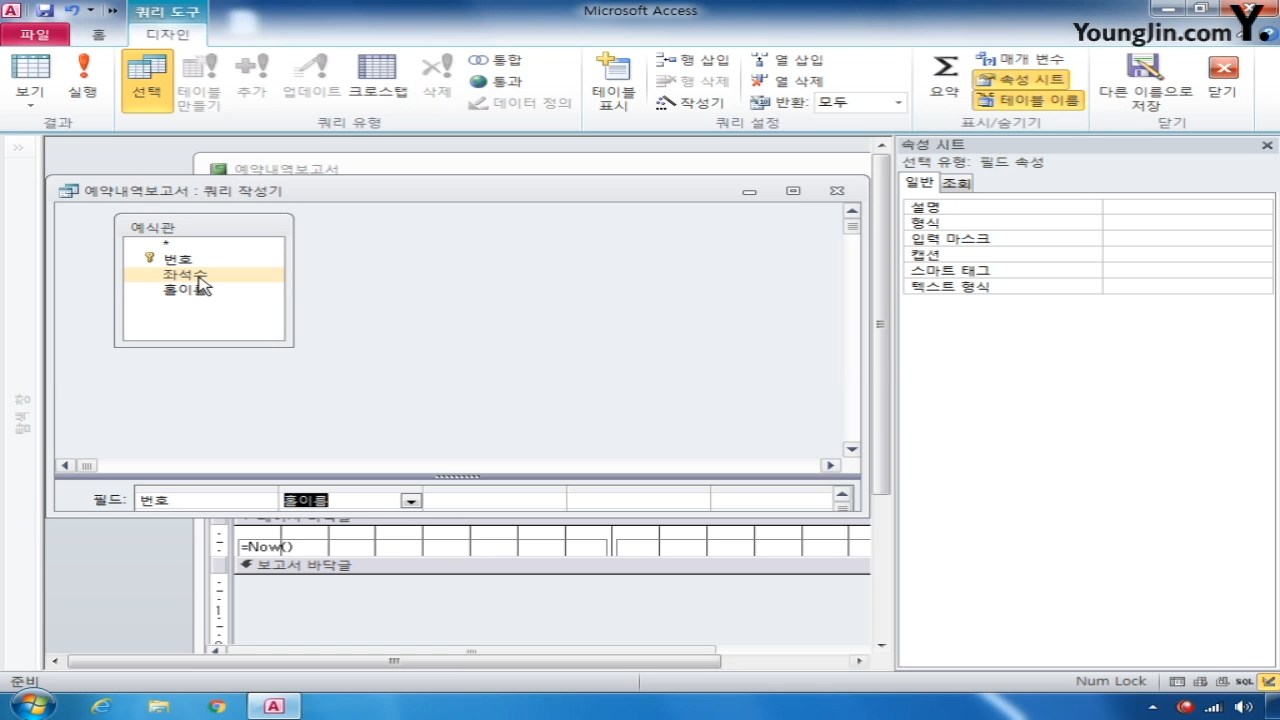 쿼리 도구
Microsoft Access
파일
홈
디자인
YoungJin.com Y.
보기
실행
결과
선택
테이블 만들기
추가
업데이트
크로스탭
삭제
통합
통과
데이터 정의
쿼리 유형
테이블 표시
행 삽입
행 삭제
작성기
열 삽입
열 삭제
반환: 모두
쿼리 설정
요약
매개 변수
속성 시트
테이블 이름
표시/숨기기
다른 이름으로 저장
닫기
닫기
탐색 창
예약내역보고서
예약내역보고서 : 쿼리 작성기
예식관
*
번호
좌석수
홀이름
필드: 번호 홀이름
=Now()
보고서 바닥글
1
속성 시트
선택 유형: 필드 속성
일반 조회
설명
형식
입력 마스크
캡션
스마트 태그
텍스트 형식
준비
Num Lock
SQL